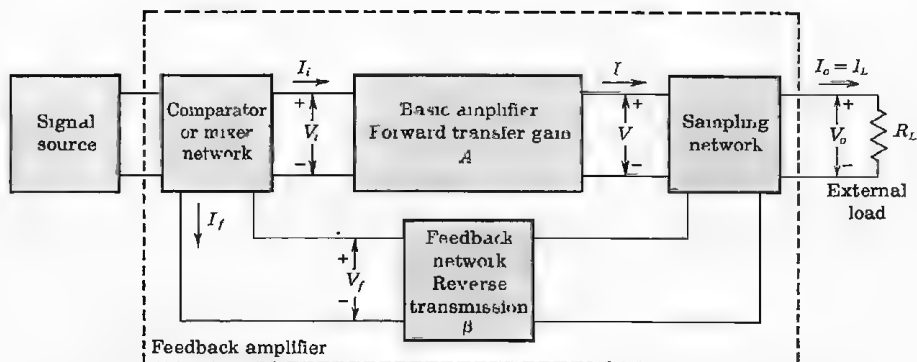 Signal
source
Comparator
or mixer
network
I_i
+
V_i
−
Basic amplifier
Forward transfer gain
A
I
+
V
−
Sampling
network
I_o = I_L
+
V_o
−
R_L
External
load
I_f
+
V_f
−
Feedback
network
Reverse
transmission
β
Feedback amplifier